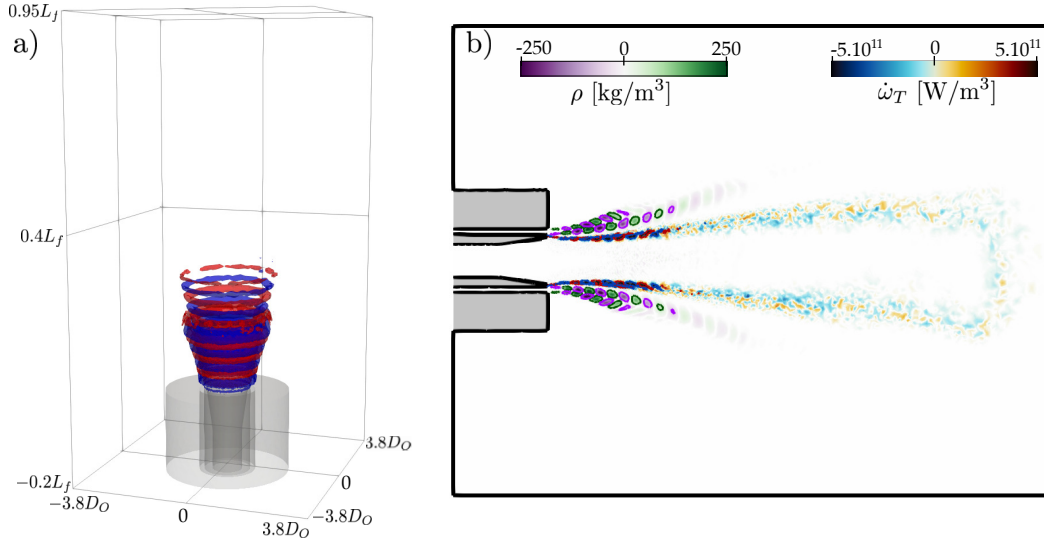 0.95L_f
a)
0.4L_f
−0.2L_f
−3.8D_O
0
3.8D_O
−3.8D_O
0
3.8D_O
b)
-250 0 250
ρ [kg/m³]
-5.10¹¹ 0 5.10¹¹
ω̇_T [W/m³]